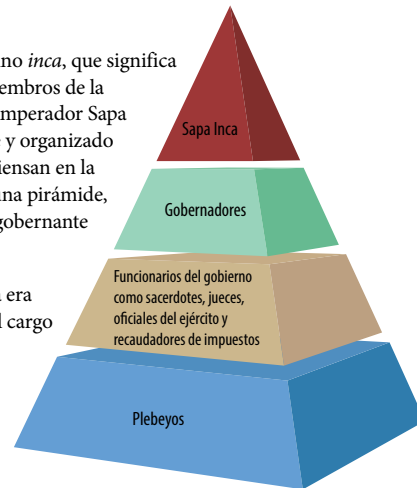 no inca, que significa
embros de la
mperador Sapa
e y organizado
iensan en la
una pirámide,
gobernante
a era
l cargo
Sapa Inca
Gobernadores
Funcionarios del gobierno
como sacerdotes, jueces,
oficiales del ejército y
recaudadores de impuestos
Plebeyos